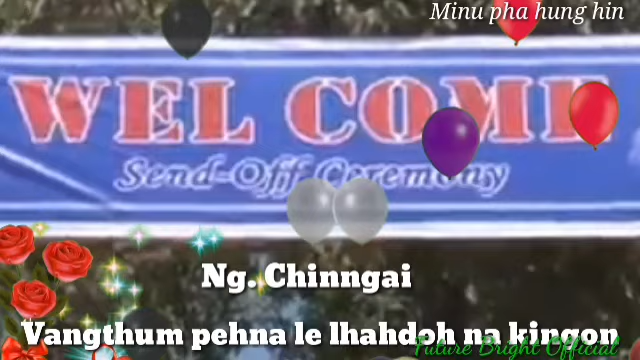 Minu pha hung hin
WEL COME
Send-Off Ceremony
Ng. Chinngai
Vangthum pehna le lhahdoh na kingon
Future Bright Official